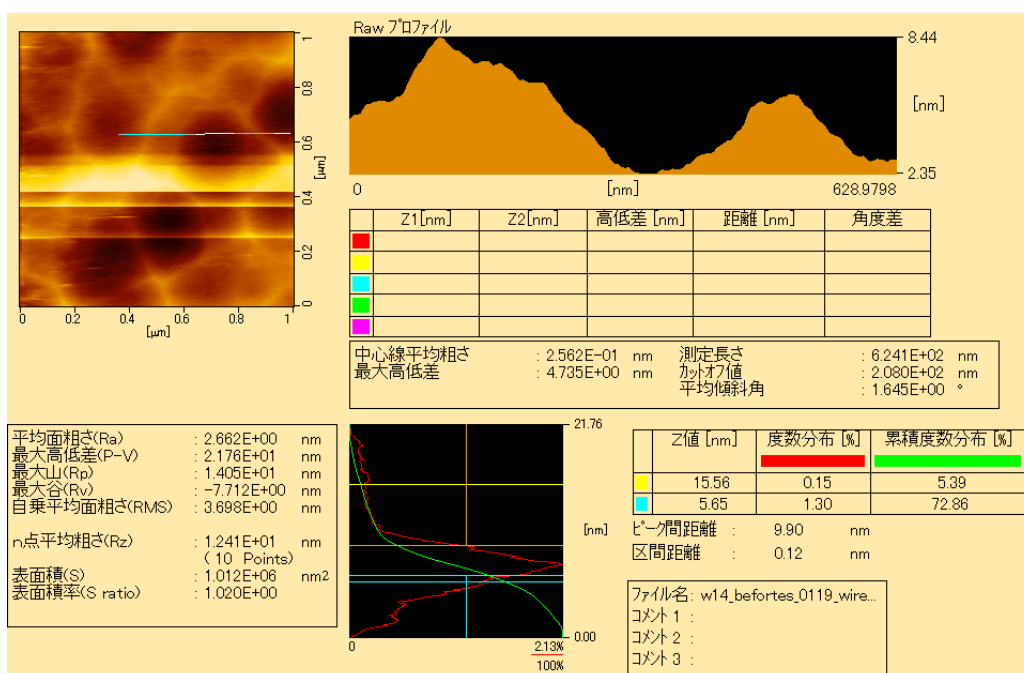 Raw プロファイル
8.44
[nm]
2.35
0 [nm] 628.9798
1
0.8
0.6
[μm]
0.4
0.2
0
0 0.2 0.4 0.6 0.8 1
[μm]
Z1[nm] Z2[nm] 高低差 [nm] 距離 [nm] 角度差
中心線平均粗さ : 2.562E-01 nm 測定長さ : 6.241E+02 nm
最大高低差 : 4.735E+00 nm カットオフ値 : 2.080E+02 nm
平均傾斜角 : 1.645E+00 °
平均面粗さ(Ra) : 2.662E+00 nm
最大高低差(P-V) : 2.176E+01 nm
最大山(Rp) : 1.405E+01 nm
最大谷(Rv) : -7.712E+00 nm
自乗平均面粗さ(RMS) : 3.698E+00 nm
n点平均粗さ(Rz) : 1.241E+01 nm
( 10 Points)
表面積(S) : 1.012E+06 nm2
表面積率(S ratio) : 1.020E+00
21.76
[nm]
0.00
0 2.13%
100%
Z値 [nm] 度数分布 [%] 累積度数分布 [%]
15.56 0.15 5.39
5.65 1.30 72.86
ピーク間距離 : 9.90 nm
区間距離 : 0.12 nm
ファイル名: w14_befortes_0119_wire...
コメント 1 :
コメント 2 :
コメント 3 :